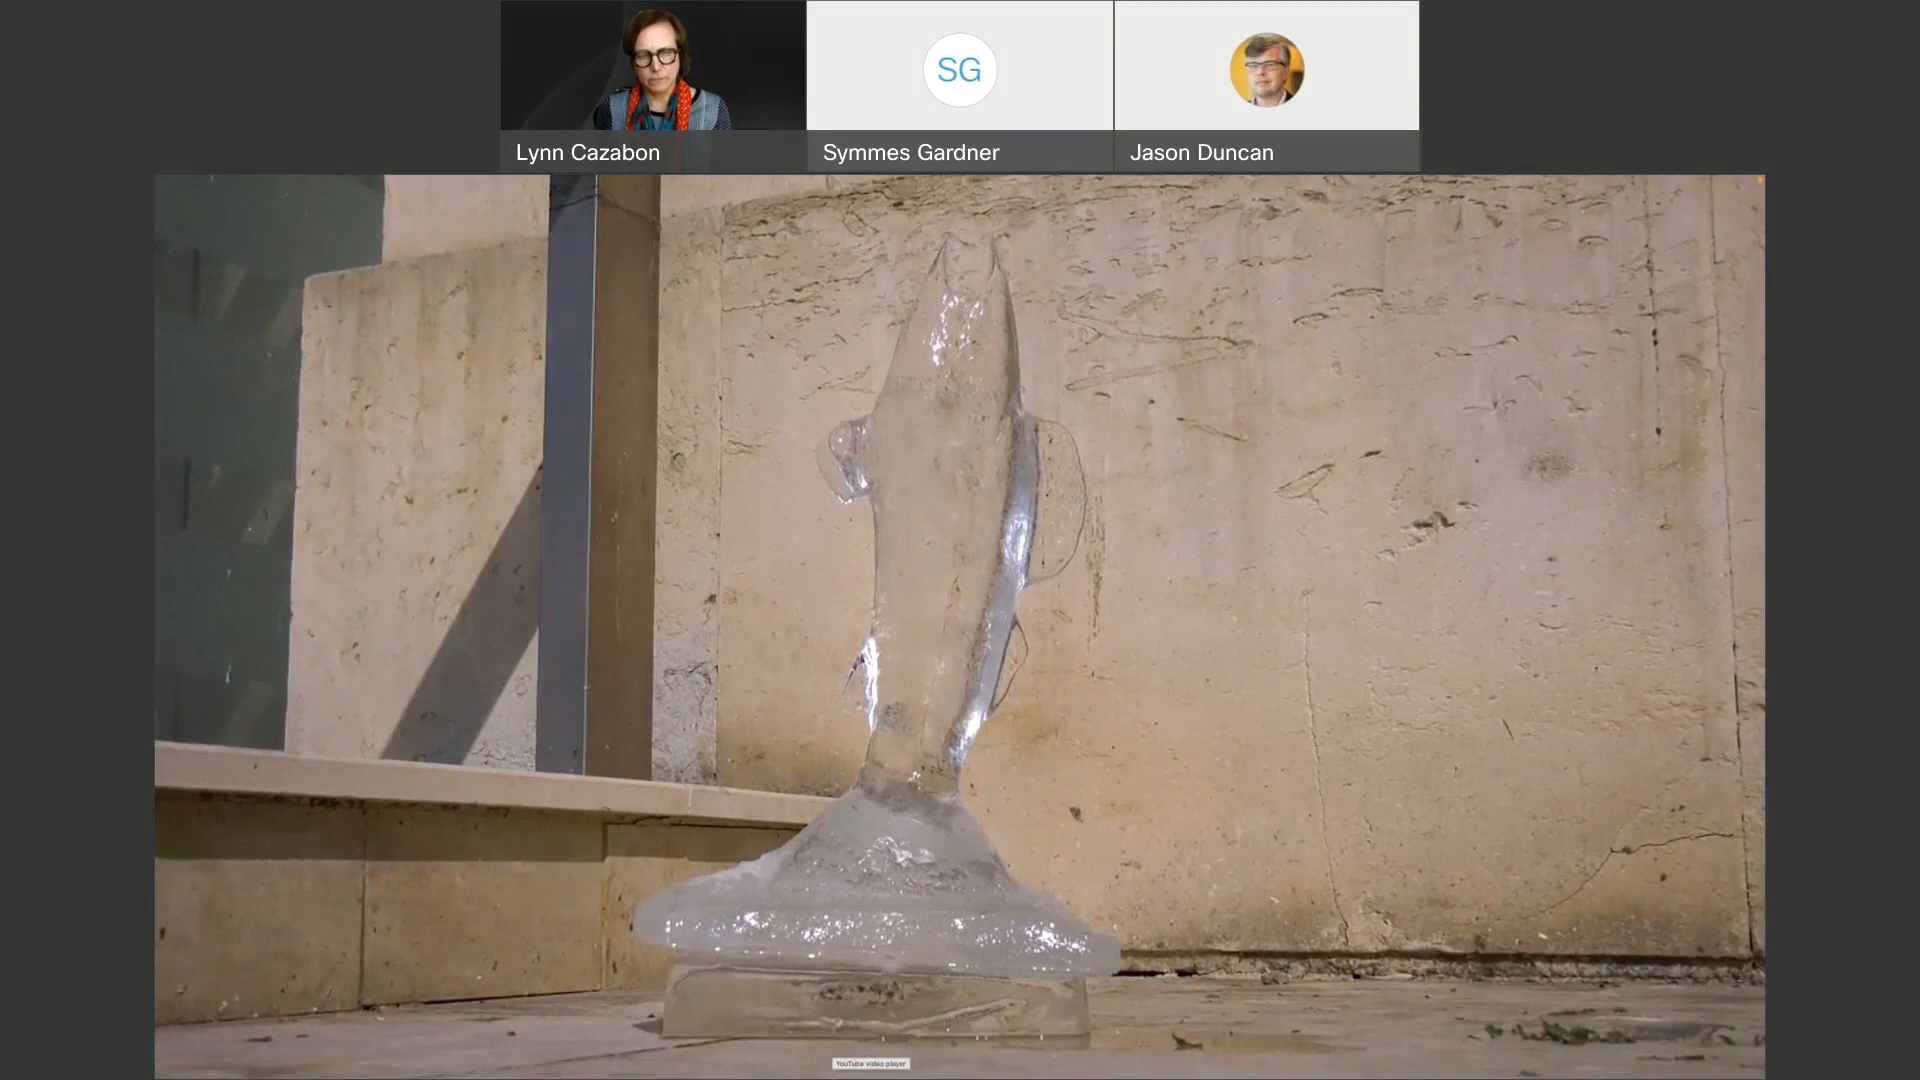 SG
Lynn Cazabon
Symmes Gardner
Jason Duncan
YouTube video player